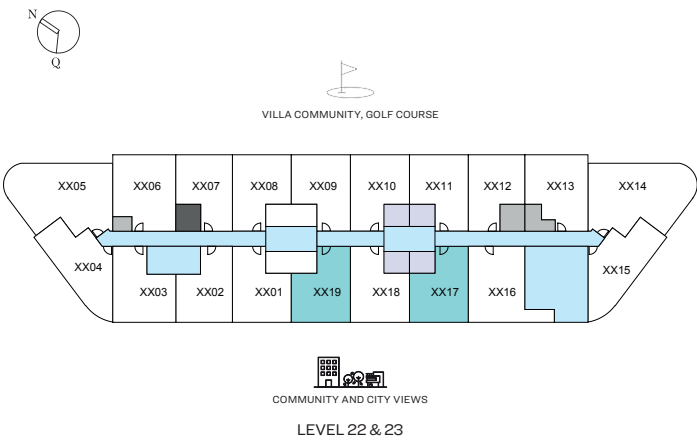 N
Q
VILLA COMMUNITY, GOLF COURSE
XX05 XX06 XX07 XX08 XX09 XX10 XX11 XX12 XX13 XX14
XX04 XX15
XX03 XX02 XX01 XX19 XX18 XX17 XX16
COMMUNITY AND CITY VIEWS
LEVEL 22 & 23